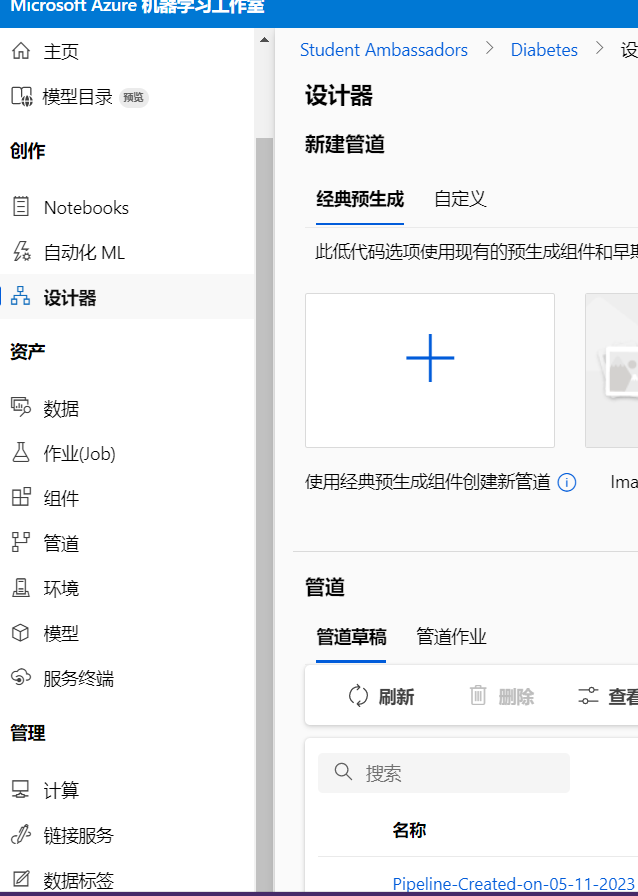 Microsoft Azure 机器学习工作室
主页
模型目录 预览
创作
Notebooks
自动化 ML
设计器
资产
数据
作业(Job)
组件
管道
环境
模型
服务终端
管理
计算
链接服务
数据标签
Student Ambassadors > Diabetes > 设
设计器
新建管道
经典预生成 自定义
此低代码选项使用现有的预生成组件和早期
使用经典预生成组件创建新管道 Ima
管道
管道草稿 管道作业
刷新 删除 查看
搜索
名称
Pipeline-Created-on-05-11-2023